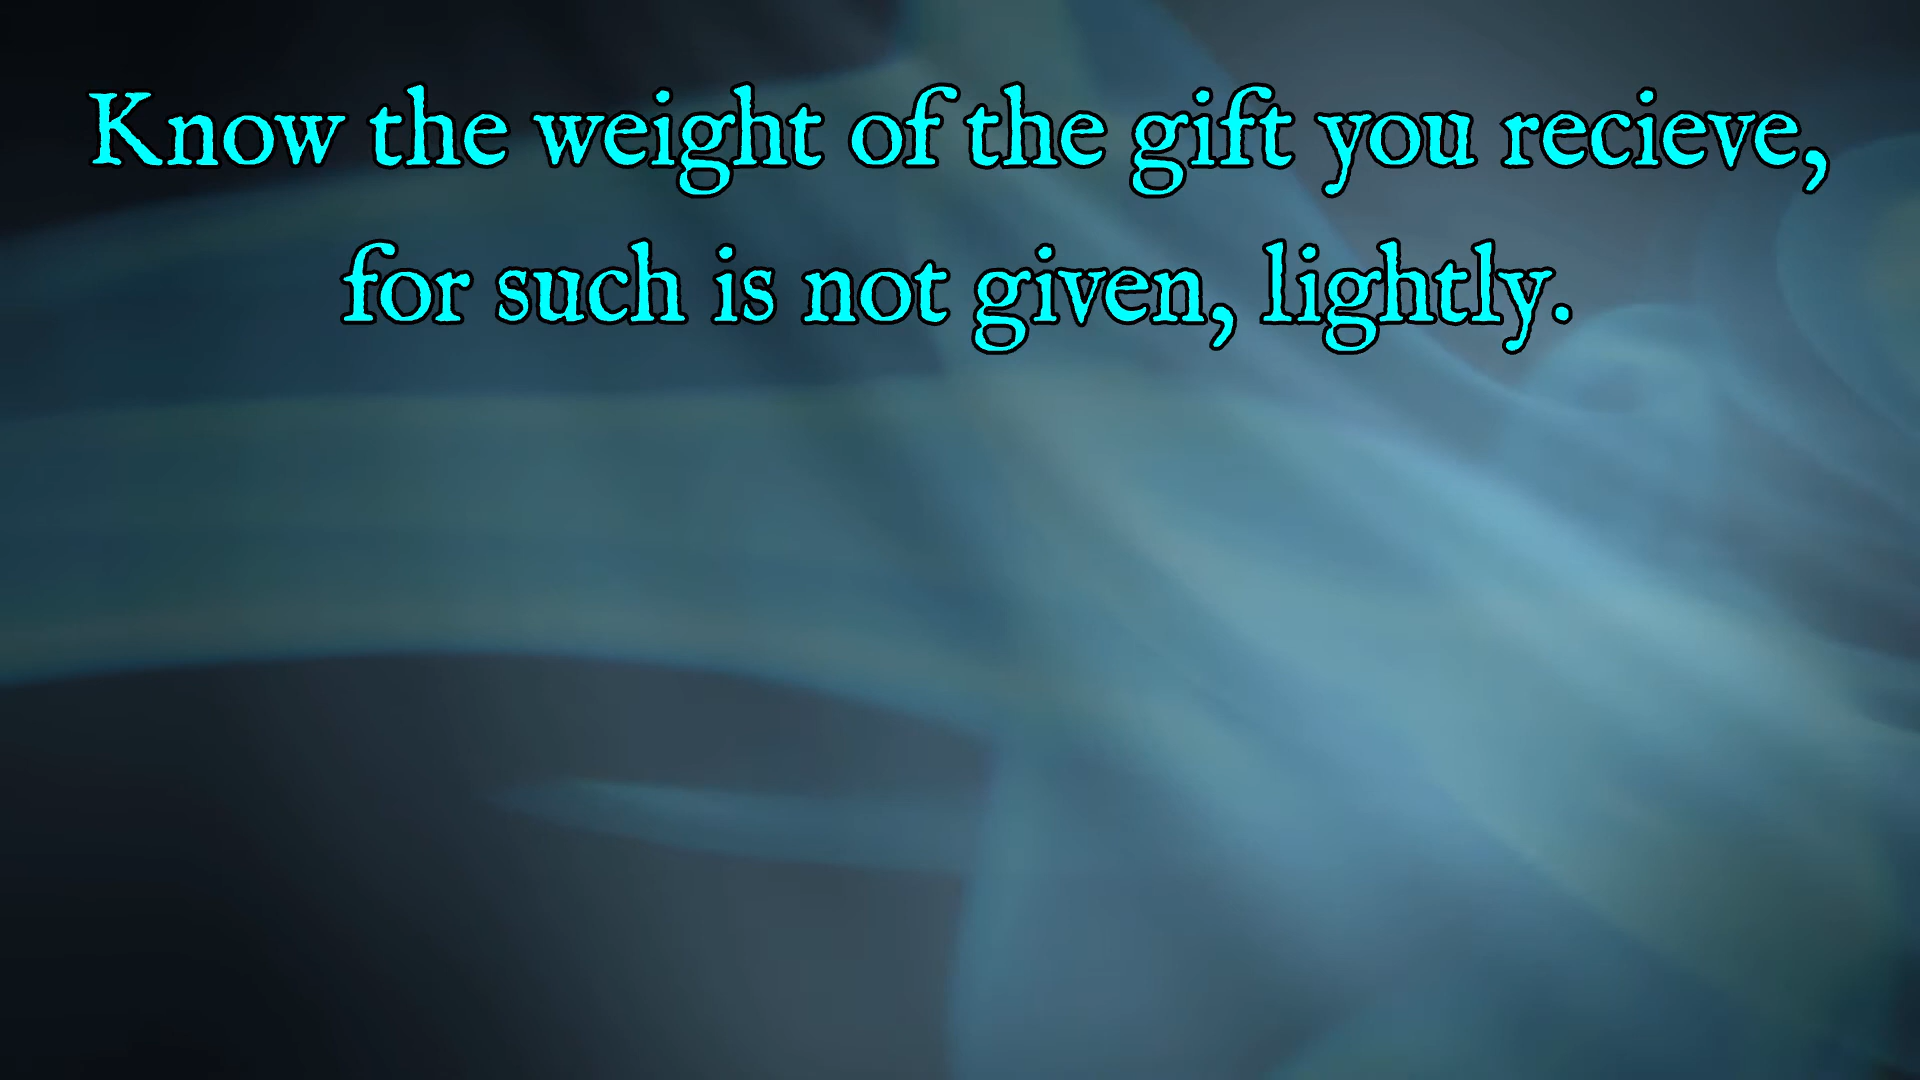 Know the weight of the gift you recieve,
for such is not given, lightly.